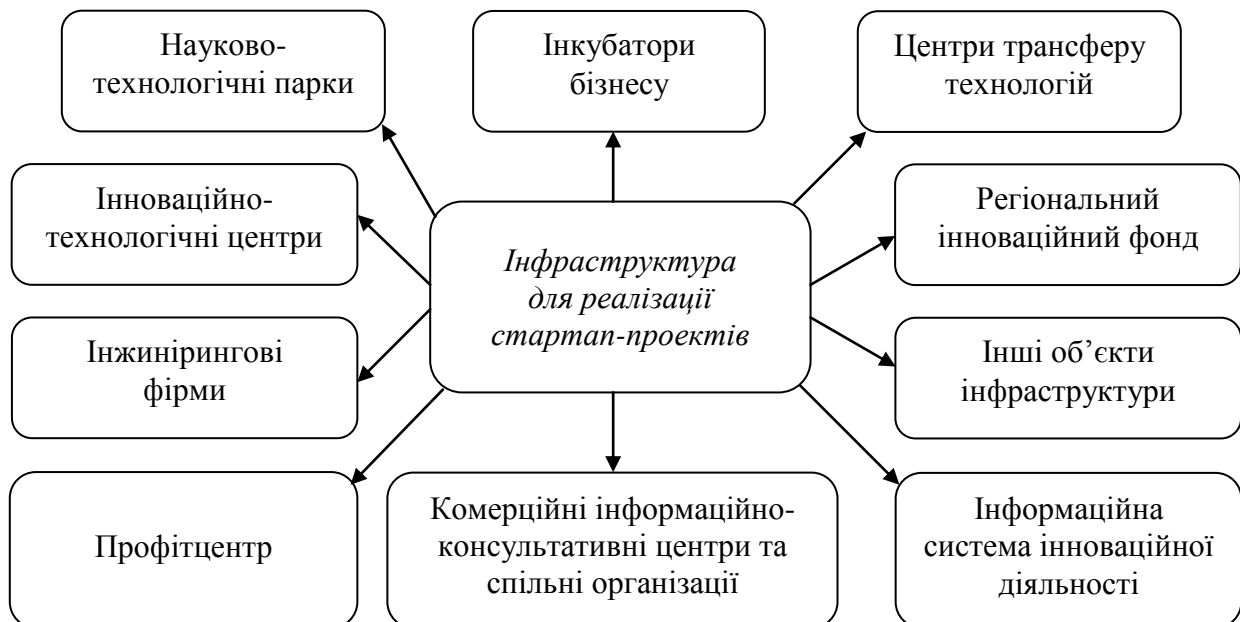 Науково-
технологічні парки
Інкубатори
бізнесу
Центри трансферу
технологій
Інноваційно-
технологічні центри
Інфраструктура
для реалізації
стартап-проектів
Регіональний
інноваційний фонд
Інжинірингові
фірми
Інші об’єкти
інфраструктури
Профітцентр
Комерційні інформаційно-
консультативні центри та
спільні організації
Інформаційна
система інноваційної
діяльності